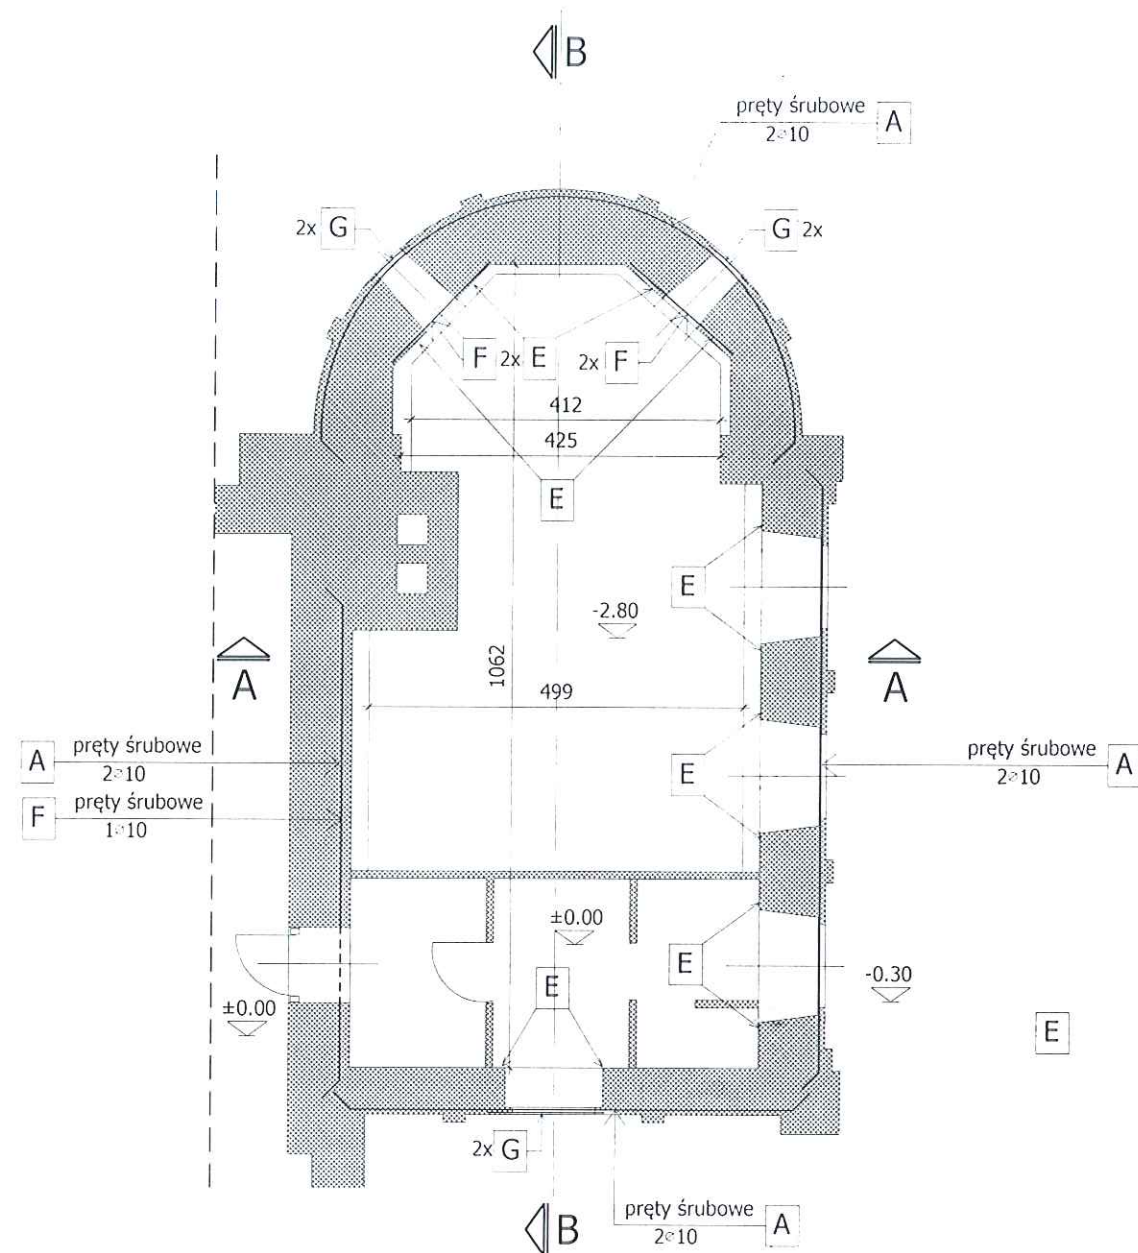 B
pręty śrubowe A
2⌀10
2x G
G 2x
F 2x E 2x F
412
425
E
E
-2.80
1062
A
A
499
pręty śrubowe
A
2⌀10
pręty śrubowe
A
2⌀10
E
pręty śrubowe
F
1⌀10
±0.00
E
-0.30
E
±0.00
E
2x G
pręty śrubowe
B
A
2⌀10